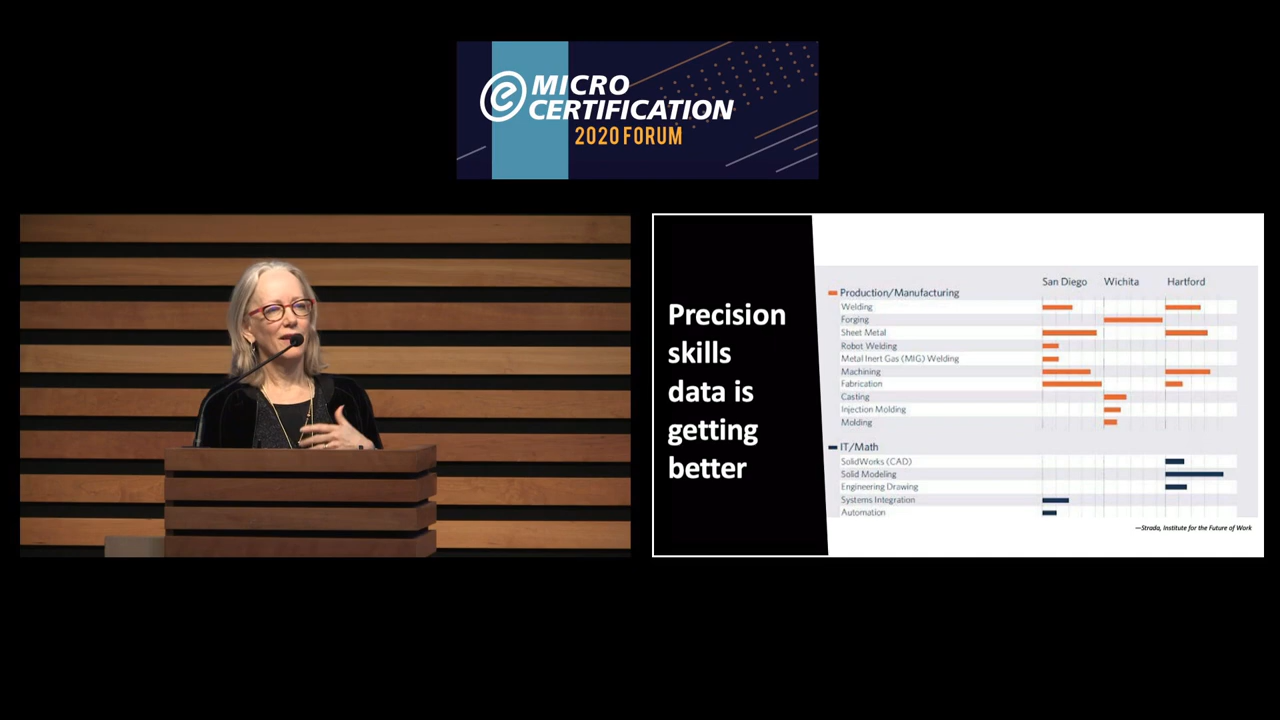 MICRO
CERTIFICATION
2020 FORUM
Precision
skills
data is
getting
better
San Diego Wichita Hartford
Production/Manufacturing
Welding
Forging
Sheet Metal
Robot Welding
Metal Inert Gas (MIG) Welding
Machining
Fabrication
Casting
Injection Molding
Molding
IT/Math
SolidWorks (CAD)
Solid Modeling
Engineering Drawing
Systems Integration
Automation
—Strada, Institute for the Future of Work